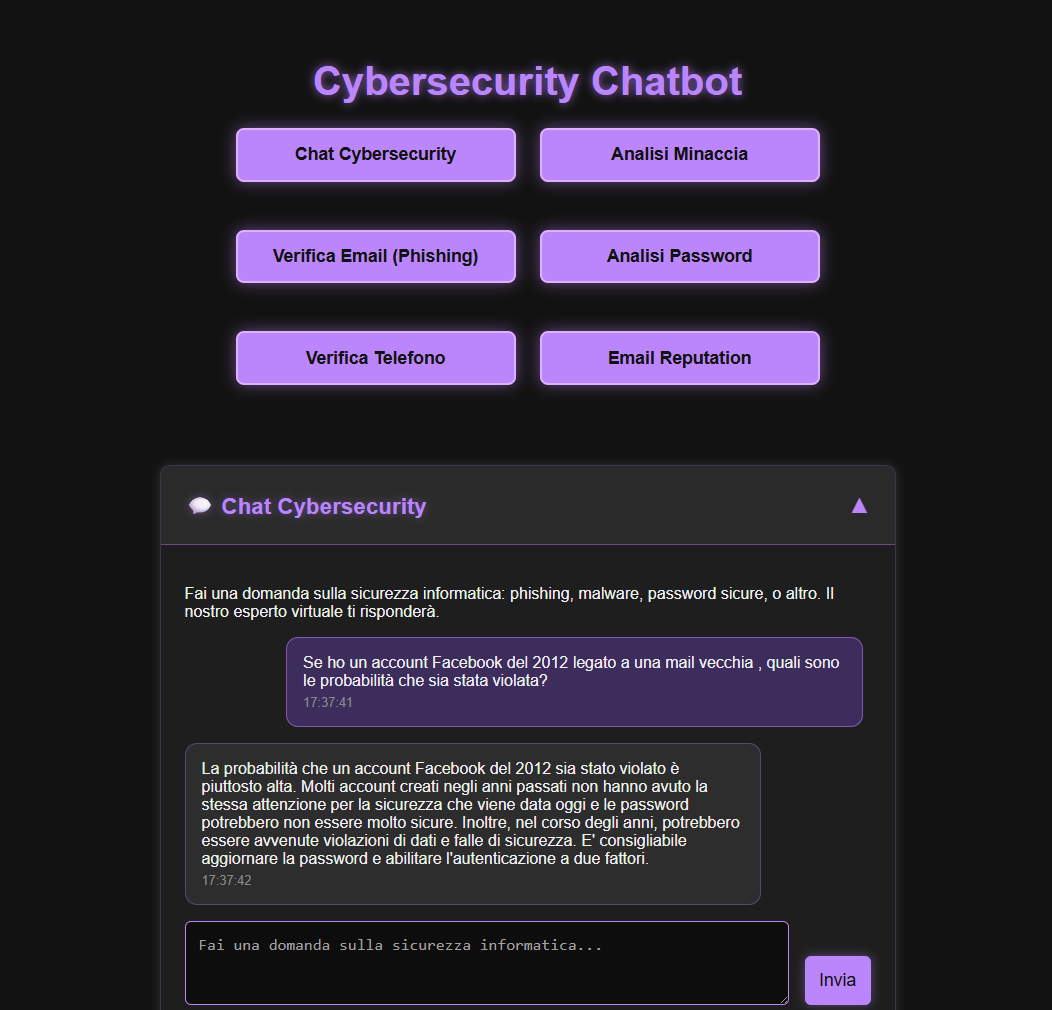 Cybersecurity Chatbot
Chat Cybersecurity
Analisi Minaccia
Verifica Email (Phishing)
Analisi Password
Verifica Telefono
Email Reputation
Chat Cybersecurity
Fai una domanda sulla sicurezza informatica: phishing, malware, password sicure, o altro. Il
nostro esperto virtuale ti risponderà.
Se ho un account Facebook del 2012 legato a una mail vecchia , quali sono
le probabilità che sia stata violata?
17:37:41
La probabilità che un account Facebook del 2012 sia stato violato è
piuttosto alta. Molti account creati negli anni passati non hanno avuto la
stessa attenzione per la sicurezza che viene data oggi e le password
potrebbero non essere molto sicure. Inoltre, nel corso degli anni, potrebbero
essere avvenute violazioni di dati e falle di sicurezza. E' consigliabile
aggiornare la password e abilitare l'autenticazione a due fattori.
17:37:42
Fai una domanda sulla sicurezza informatica...
Invia